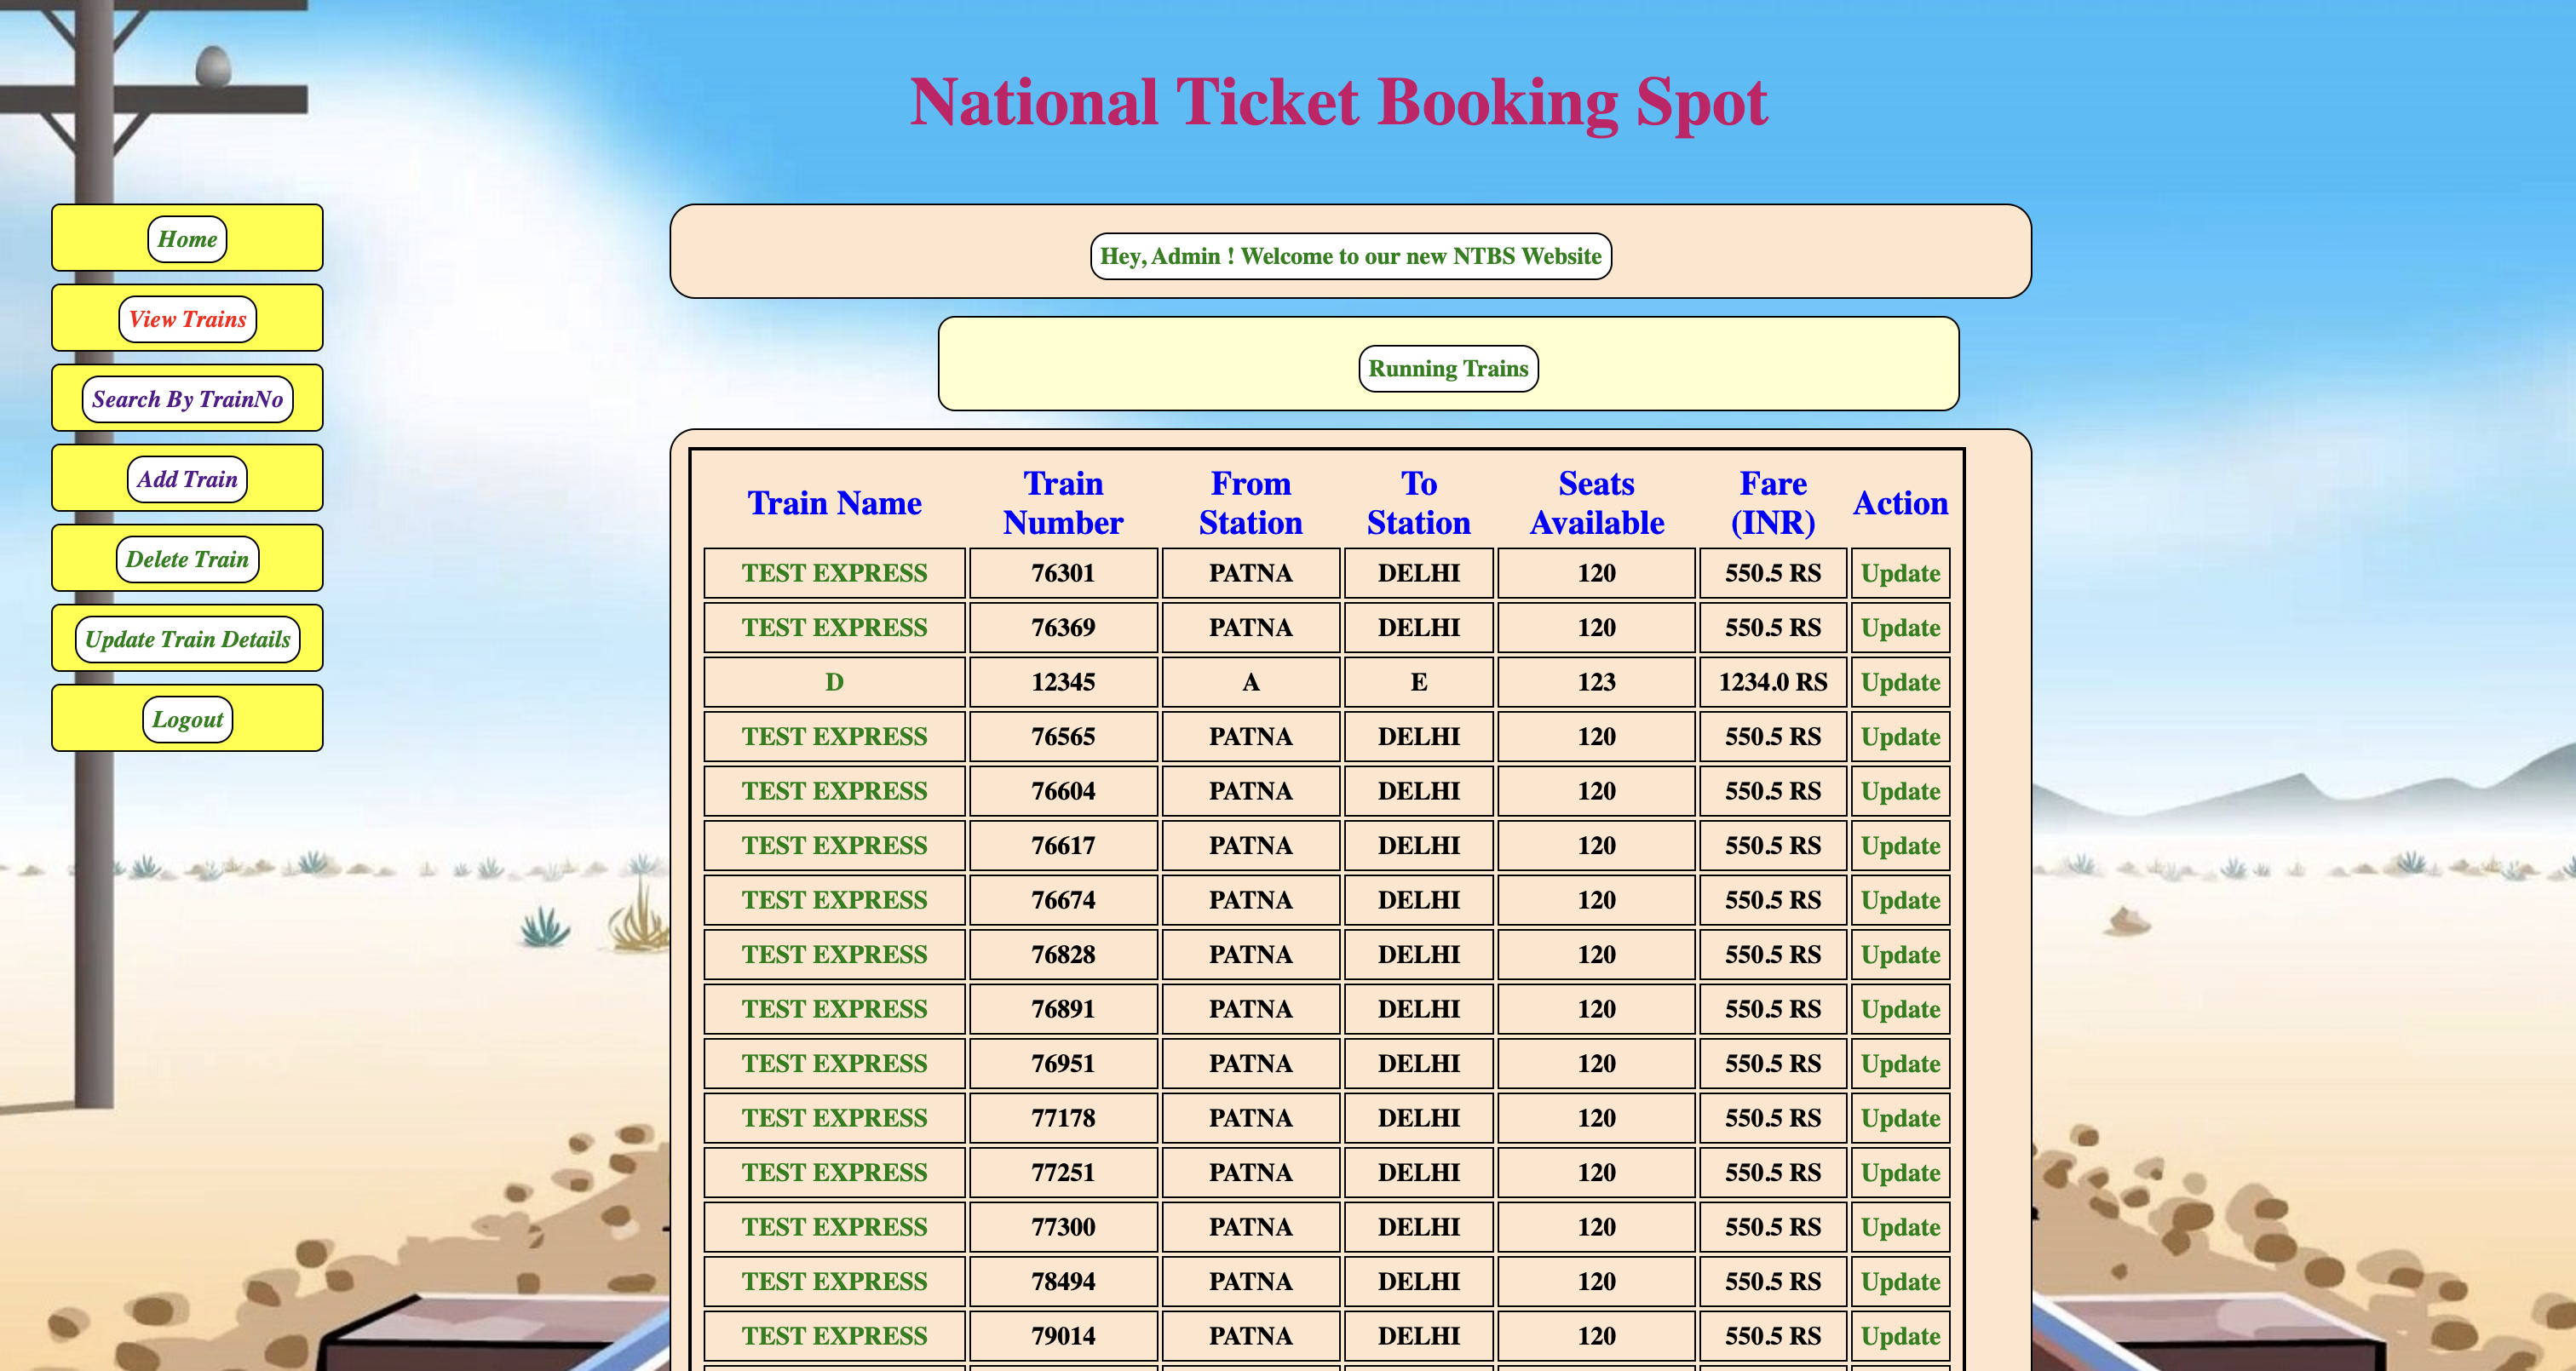 National Ticket Booking Spot
Home
View Trains
Search By TrainNo
Add Train
Delete Train
Update Train Details
Logout
Hey, Admin ! Welcome to our new NTBS Website
Running Trains
Train Name Train Number From Station To Station Seats Available Fare (INR) Action
TEST EXPRESS 76301 PATNA DELHI 120 550.5 RS Update
TEST EXPRESS 76369 PATNA DELHI 120 550.5 RS Update
D 12345 A E 123 1234.0 RS Update
TEST EXPRESS 76565 PATNA DELHI 120 550.5 RS Update
TEST EXPRESS 76604 PATNA DELHI 120 550.5 RS Update
TEST EXPRESS 76617 PATNA DELHI 120 550.5 RS Update
TEST EXPRESS 76674 PATNA DELHI 120 550.5 RS Update
TEST EXPRESS 76828 PATNA DELHI 120 550.5 RS Update
TEST EXPRESS 76891 PATNA DELHI 120 550.5 RS Update
TEST EXPRESS 76951 PATNA DELHI 120 550.5 RS Update
TEST EXPRESS 77178 PATNA DELHI 120 550.5 RS Update
TEST EXPRESS 77251 PATNA DELHI 120 550.5 RS Update
TEST EXPRESS 77300 PATNA DELHI 120 550.5 RS Update
TEST EXPRESS 78494 PATNA DELHI 120 550.5 RS Update
TEST EXPRESS 79014 PATNA DELHI 120 550.5 RS Update